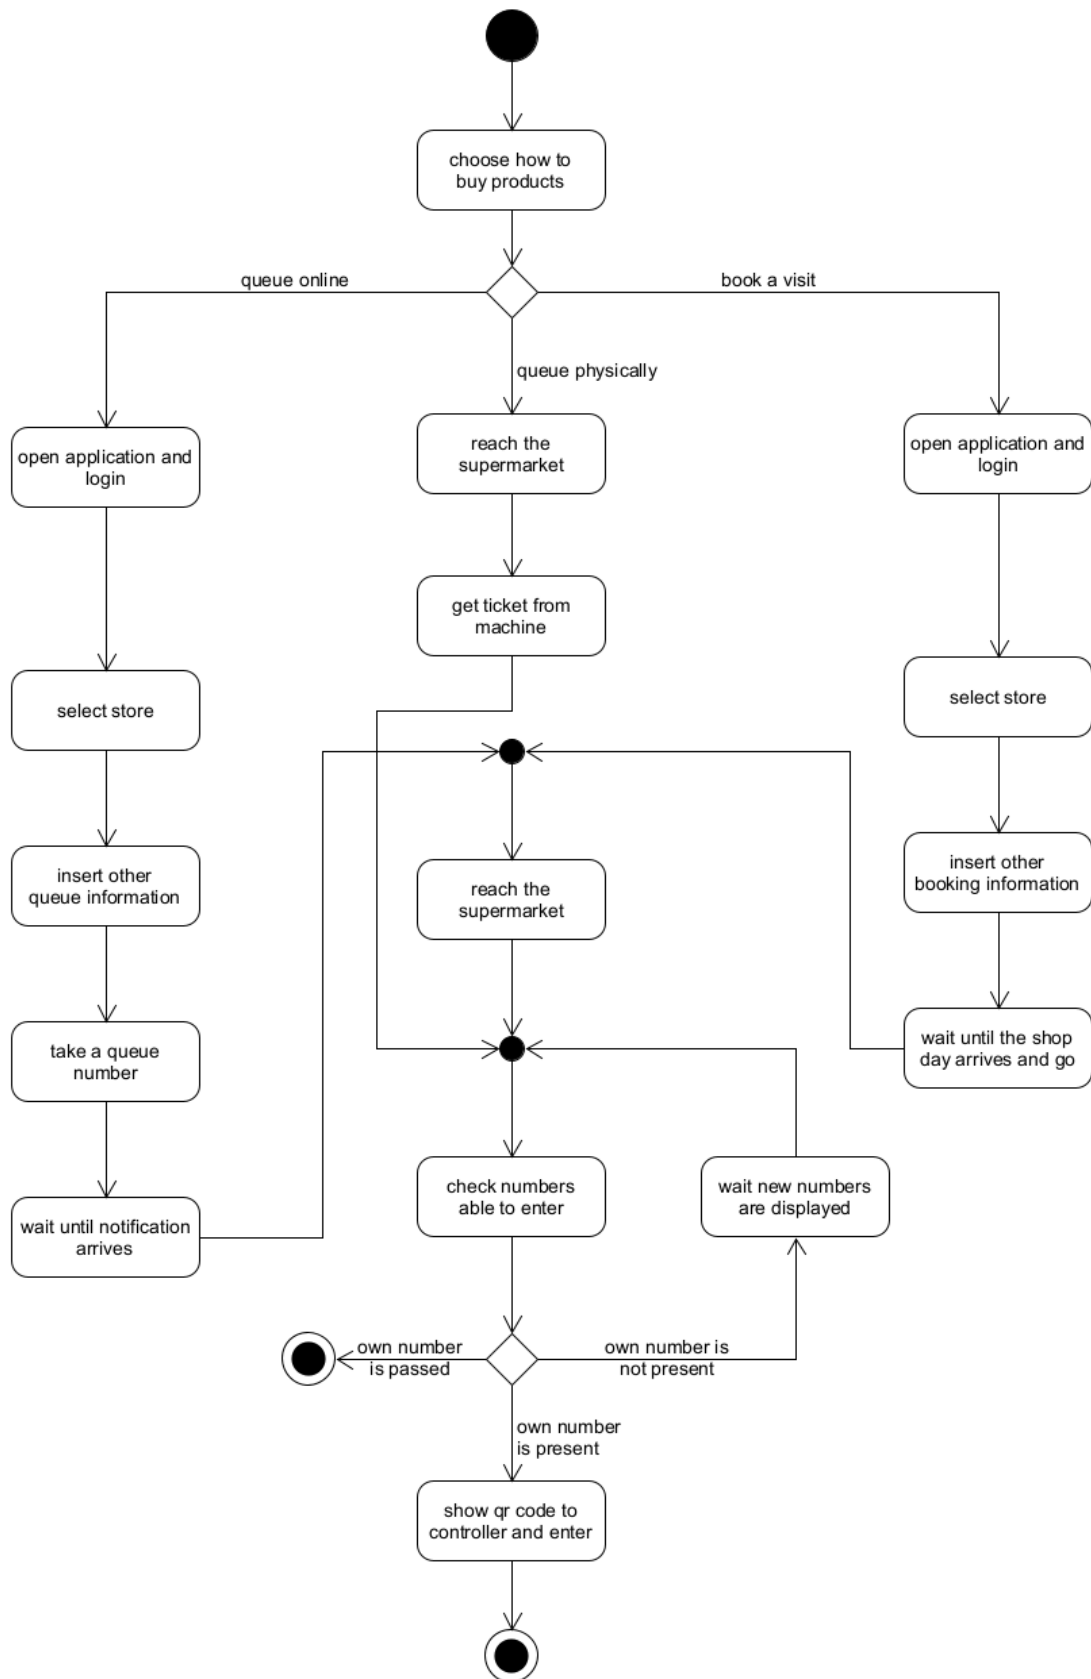 choose how to
buy products
queue online
book a visit
queue physically
open application and
login
reach the
supermarket
open application and
login
get ticket from
machine
select store
select store
insert other
queue information
reach the
supermarket
insert other
booking information
take a queue
number
wait until the shop
day arrives and go
wait until notification
arrives
check numbers
able to enter
wait new numbers
are displayed
own number
is passed
own number is
not present
own number
is present
show qr code to
controller and enter